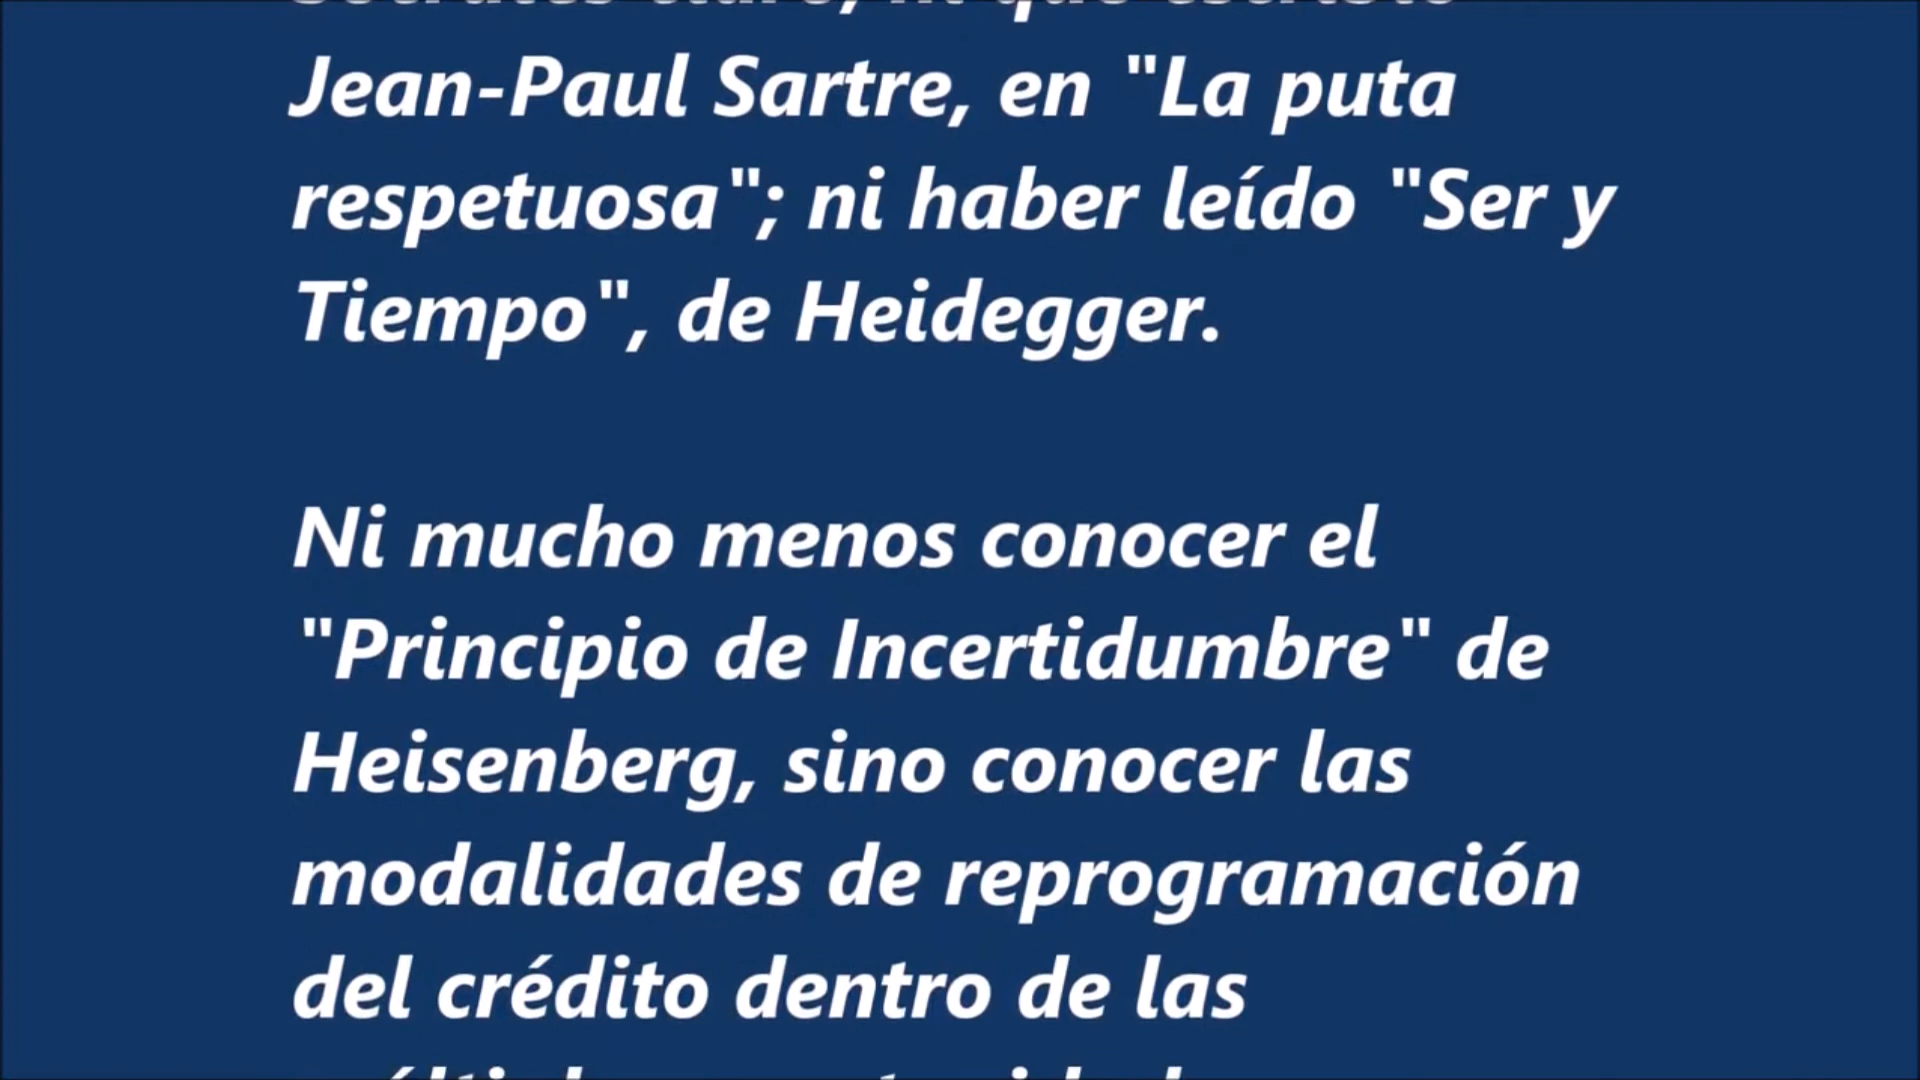 Jean-Paul Sartre, en "La puta
respetuosa"; ni haber leído "Ser y
Tiempo", de Heidegger.
Ni mucho menos conocer el
"Principio de Incertidumbre" de
Heisenberg, sino conocer las
modalidades de reprogramación
del crédito dentro de las